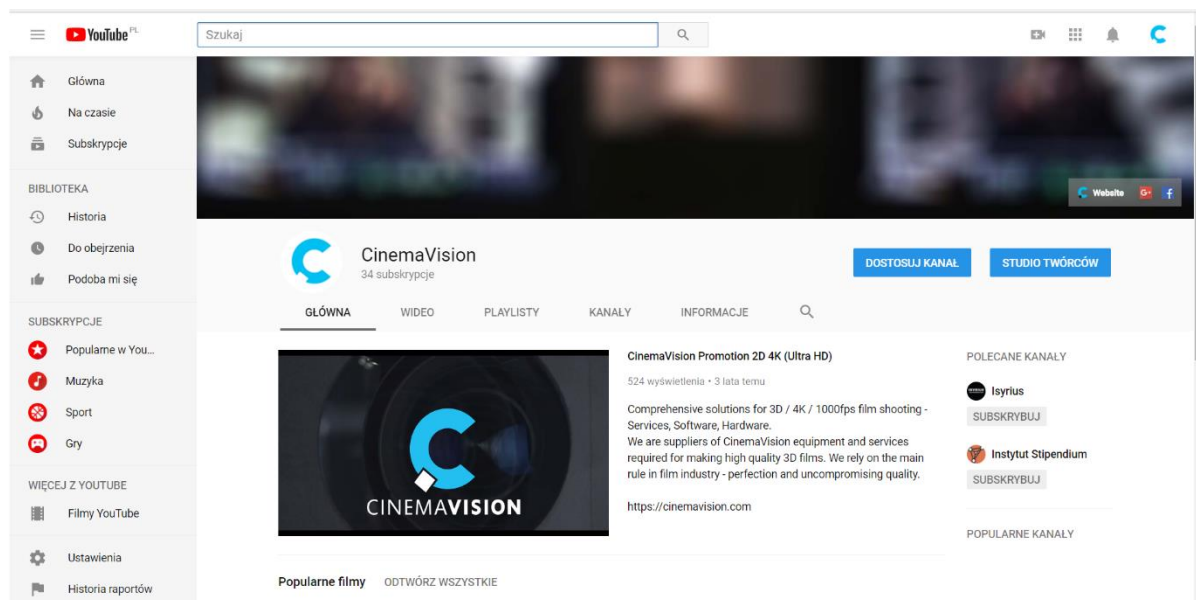 YouTube PL
Szukaj
Główna
Na czasie
Subskrypcje
BIBLIOTEKA
Historia
Do obejrzenia
Podoba mi się
SUBSKRYPCJE
Popularne w You...
Muzyka
Sport
Gry
WIĘCEJ Z YOUTUBE
Filmy YouTube
Ustawienia
Historia raportów
Website
G+
f
CinemaVision
34 subskrypcje
DOSTOSUJ KANAŁ
STUDIO TWÓRCÓW
GŁÓWNA
WIDEO
PLAYLISTY
KANAŁY
INFORMACJE
CINEMAVISION
CinemaVision Promotion 2D 4K (Ultra HD)
524 wyświetlenia • 3 lata temu
Comprehensive solutions for 3D / 4K / 1000fps film shooting -
Services, Software, Hardware.
We are suppliers of CinemaVision equipment and services
required for making high quality 3D films. We rely on the main
rule in film industry - perfection and uncompromising quality.
https://cinemavision.com
POLECANE KANAŁY
Isyrius
SUBSKRYBUJ
Instytut Stipendium
SUBSKRYBUJ
POPULARNE KANAŁY
Popularne filmy
ODTWÓRZ WSZYSTKIE